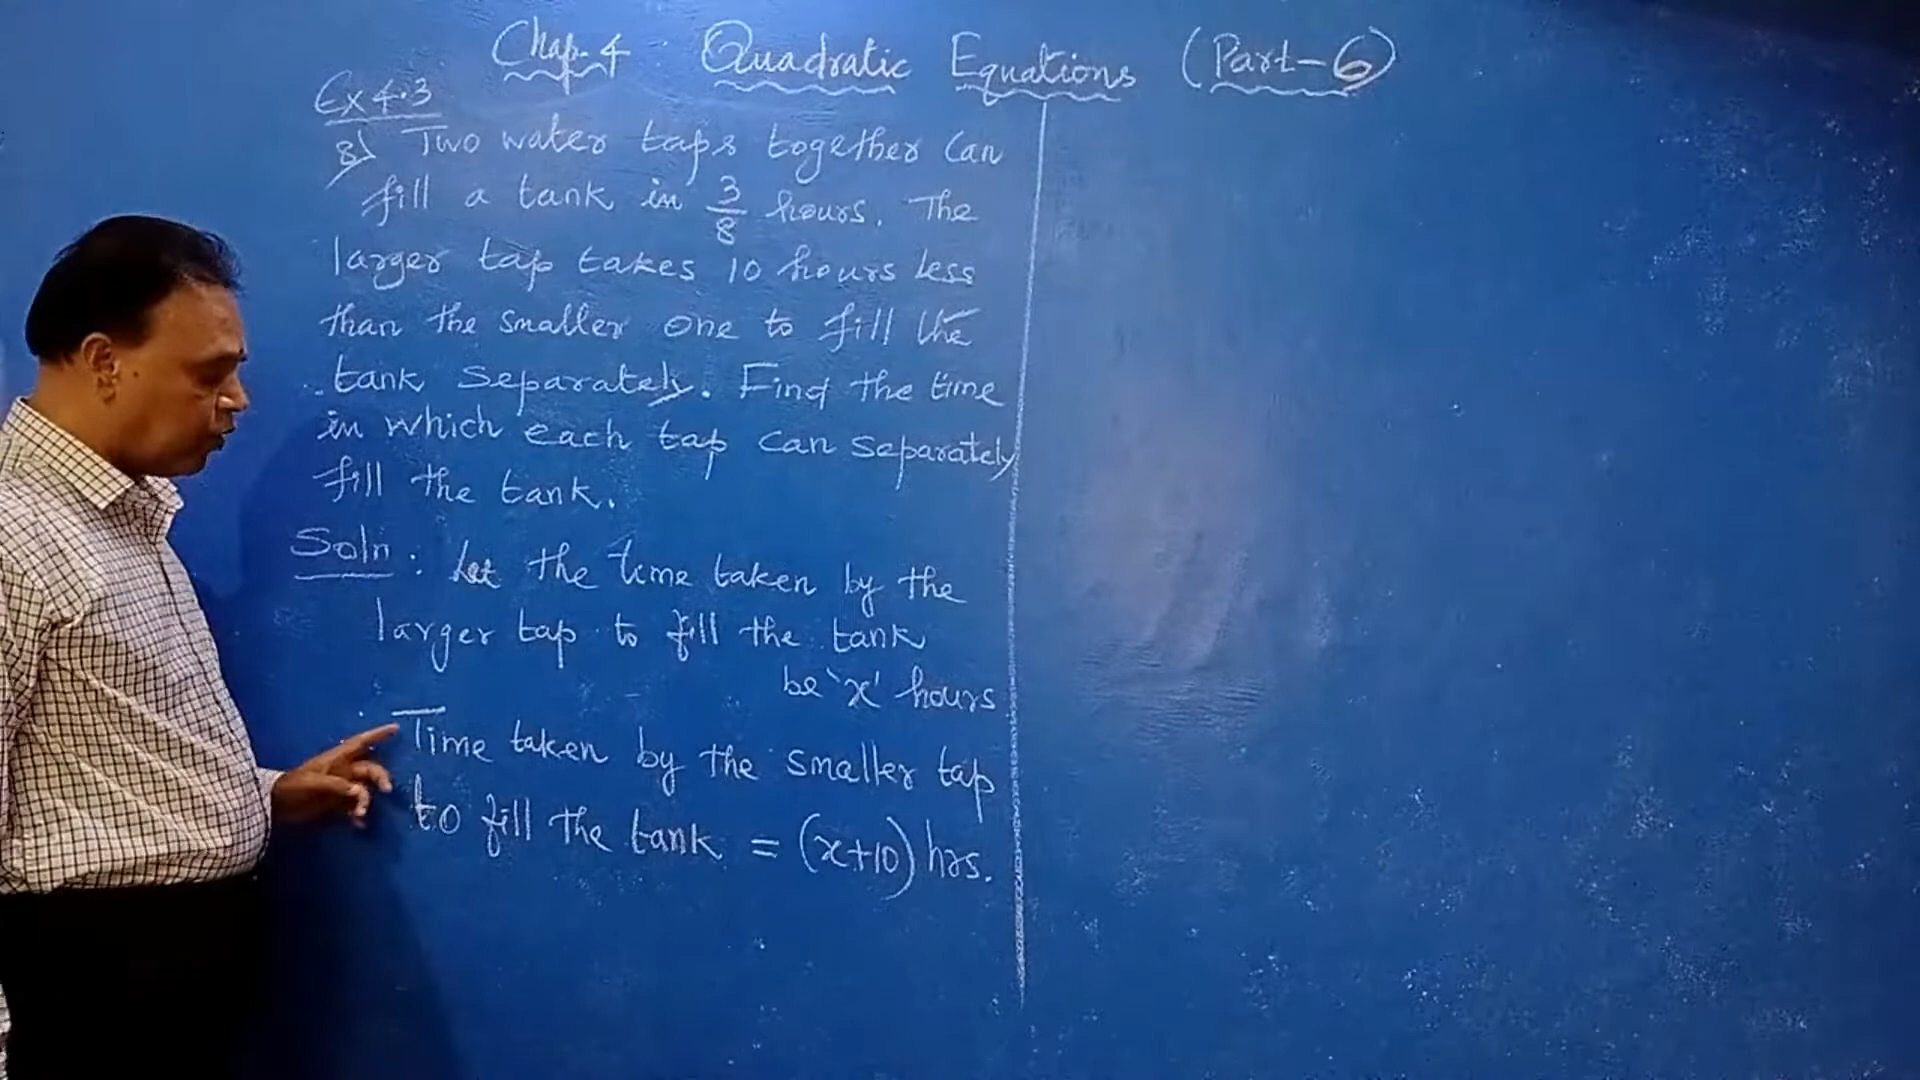 Chap-4 : Quadratic Equations (Part-6)
Ex 4.3
8) Two water taps together can
fill a tank in 3/8 hours. The
larger tap takes 10 hours less
than the smaller one to fill the
tank separately. Find the time
in which each tap can separately
fill the tank.
Soln : Let the time taken by the
larger tap to fill the tank
be 'x' hours
Time taken by the smaller tap
to fill the tank = (x+10) hrs.